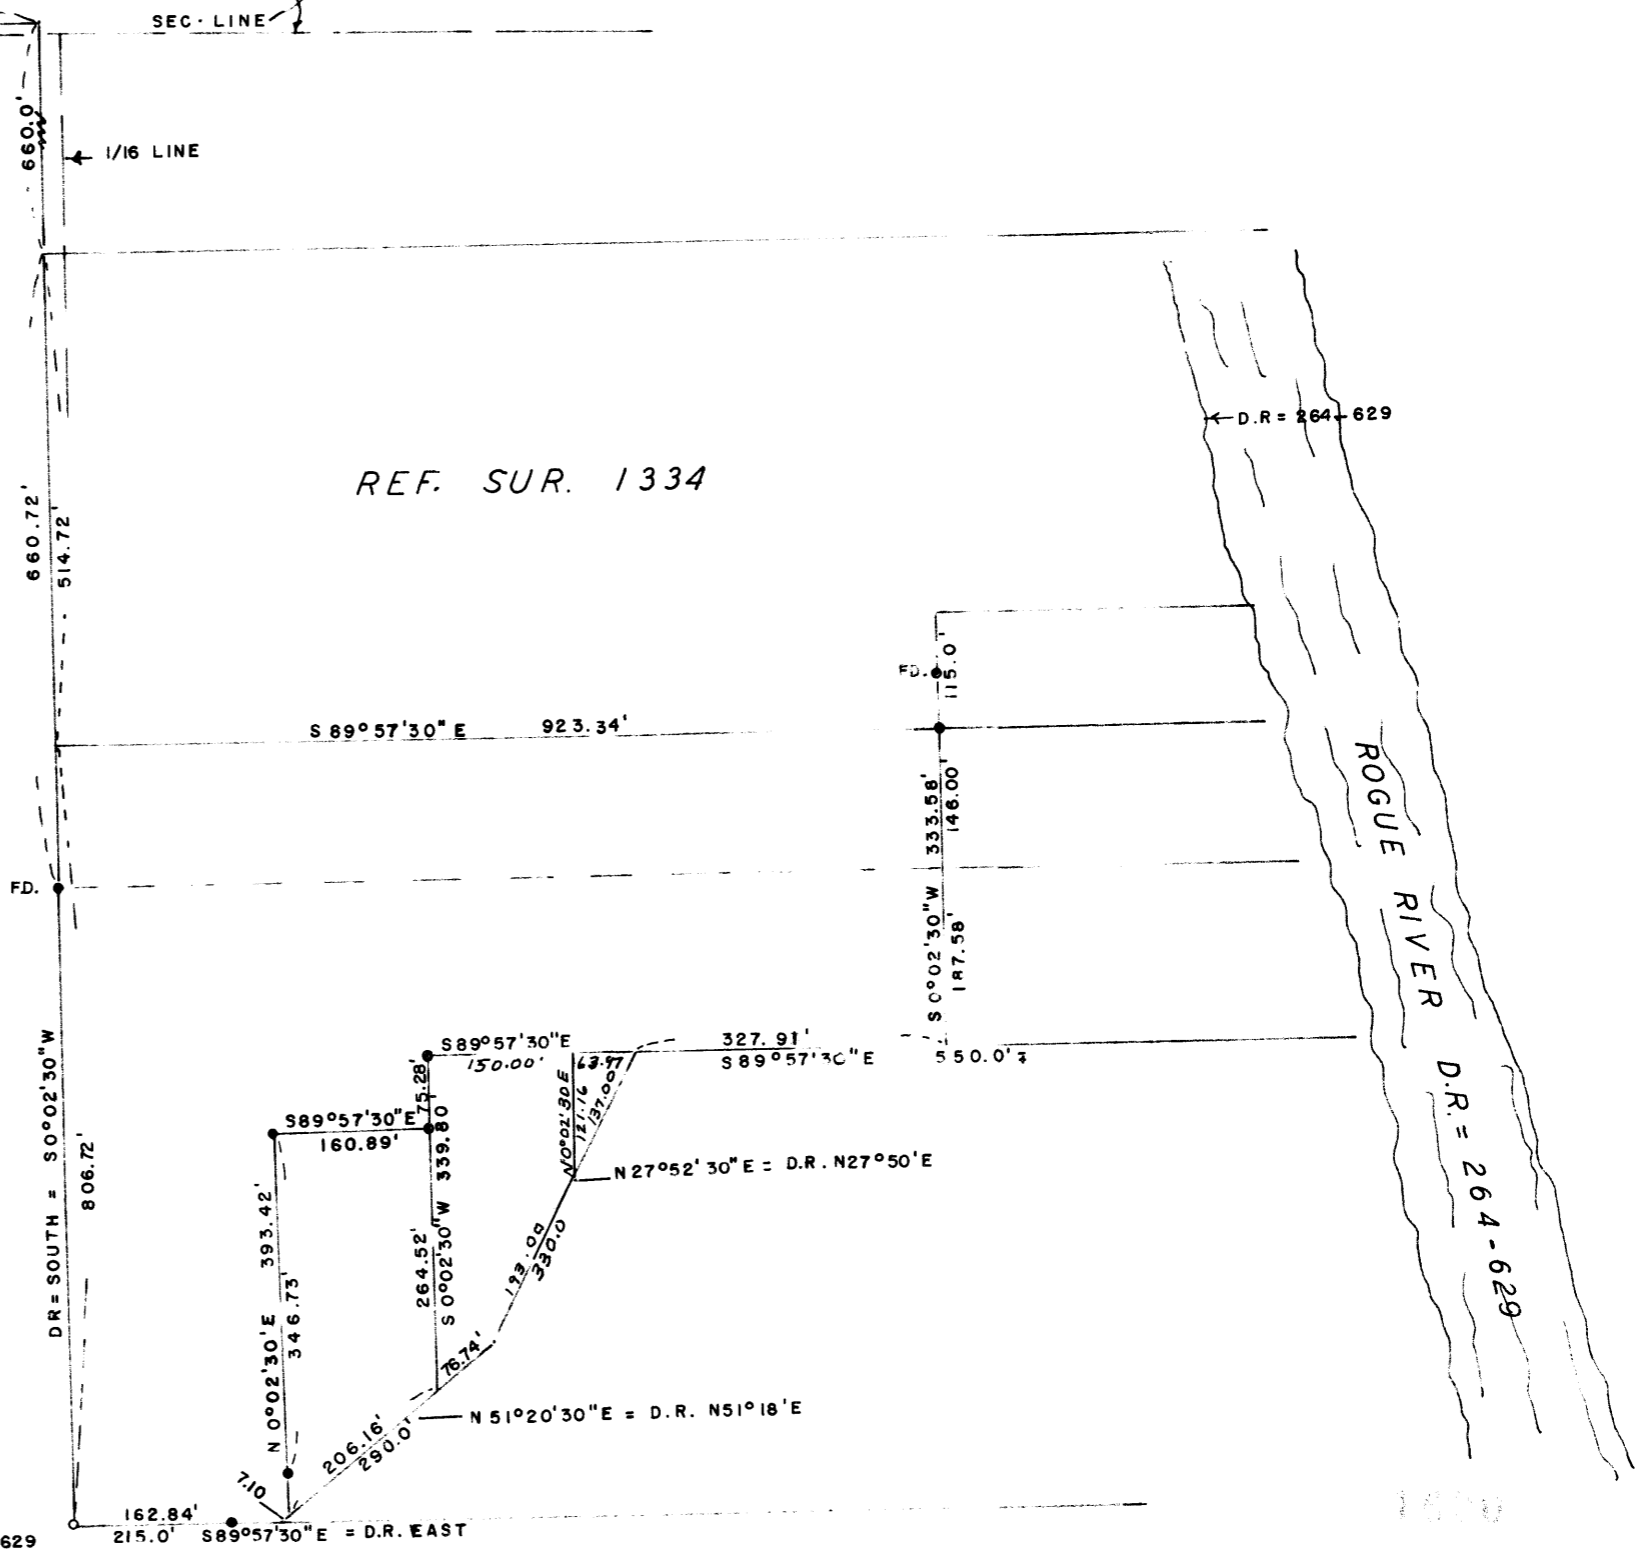 SEC. LINE
660.0'
1/16 LINE
D.R = 264-629
REF. SUR. 1334
660.72'
514.72'
FD.
115.0'
S 89°57'30" E 923.34'
S 0°02'30" W 333.58'
146.00'
187.58'
ROGUE RIVER D.R. = 264-629
FD.
DR = SOUTH = S 0°02'30" W
806.72'
S 89°57'30" E
150.00'
63.97
327.91'
S 89°57'30" E
550.0'±
75.28'
N 0°02'30 E
121.16
137.00'
S 89°57'30" E
160.89'
N 27°52'30" E = D.R. N27°50'E
393.42'
N 0°02'30' E
346.73'
264.52'
S 0°02'30" W 339.80'
193.00
330.0
76.74'
N 51°20'30" E = D.R. N51°18'E
206.16'
290.0'
7.10
162.84'
215.0' S89°57'30" E = D.R. EAST
629